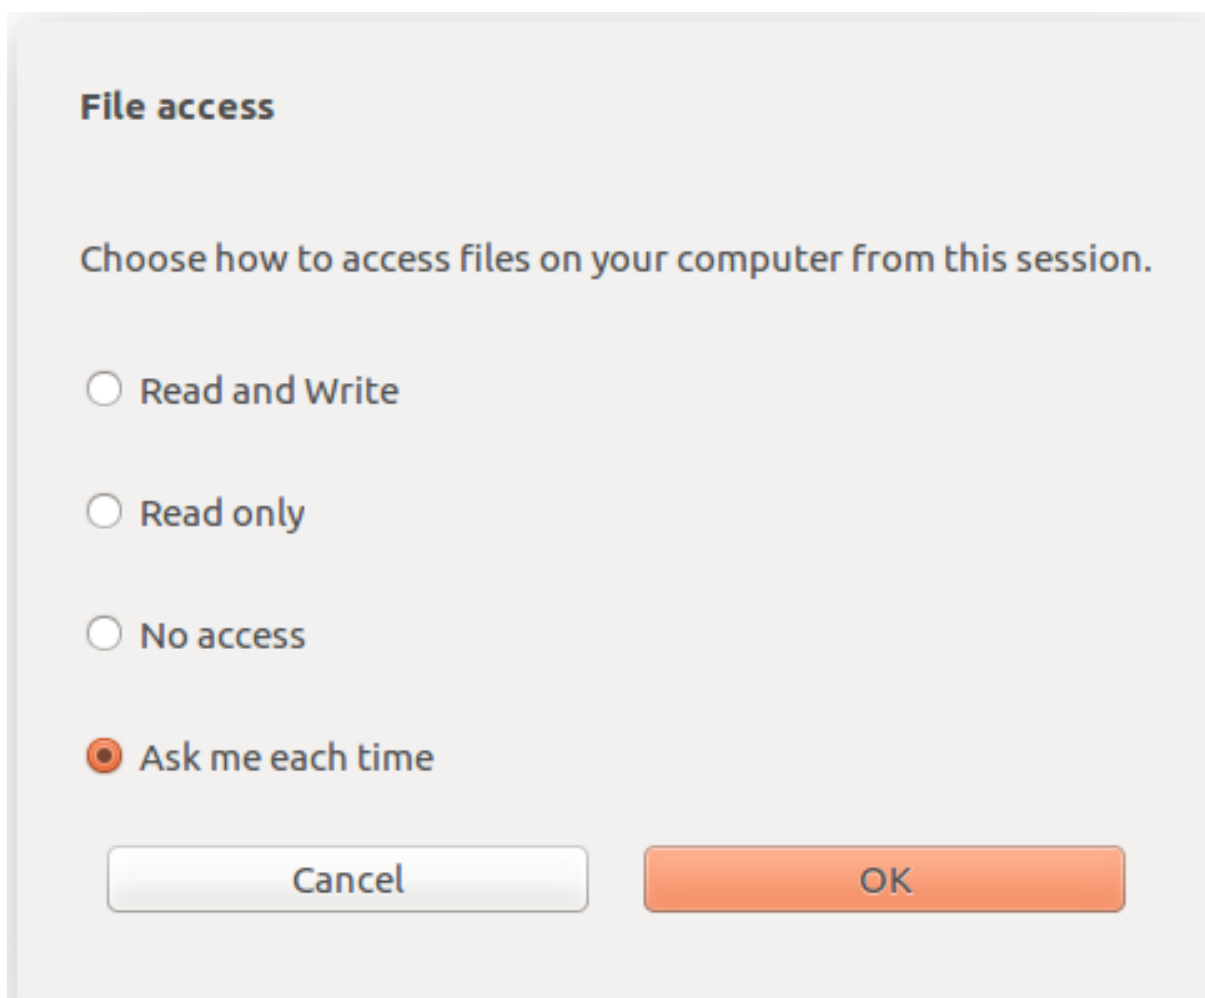 File access
Choose how to access files on your computer from this session.
Read and Write
Read only
No access
Ask me each time
Cancel OK